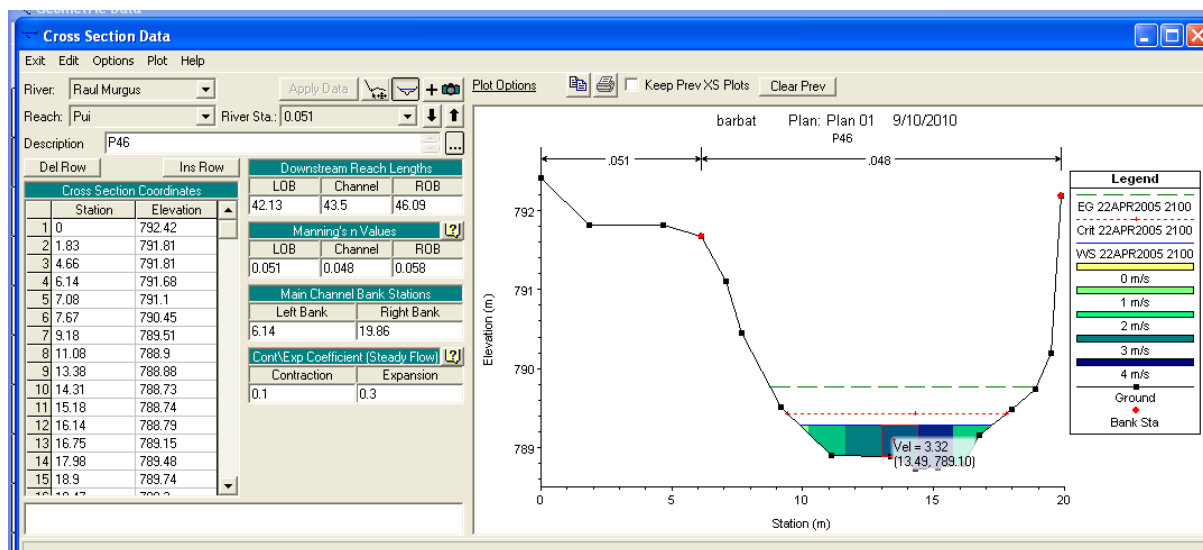 Geometric Data
Cross Section Data
Exit Edit Options Plot Help
River: Raul Murgus Apply Data Plot Options Keep Prev XS Plots Clear Prev
Reach: Pui River Sta.: 0.051
Description P46 ...
Del Row Ins Row
Cross Section Coordinates
Station Elevation
1 0 792.42
2 1.83 791.81
3 4.66 791.81
4 6.14 791.68
5 7.08 791.1
6 7.67 790.45
7 9.18 789.51
8 11.08 788.9
9 13.38 788.88
10 14.31 788.73
11 15.18 788.74
12 16.14 788.79
13 16.75 789.15
14 17.98 789.48
15 18.9 789.74
Downstream Reach Lengths
LOB Channel ROB
42.13 43.5 46.09
Manning's n Values
LOB Channel ROB
0.051 0.048 0.058
Main Channel Bank Stations
Left Bank Right Bank
6.14 19.86
Cont\Exp Coefficient (Steady Flow)
Contraction Expansion
0.1 0.3
barbat Plan: Plan 01 9/10/2010
P46
.051 .048
792
791
790
789
Elevation (m)
Vel = 3.32
(13.49, 789.10)
0 5 10 15 20
Station (m)
Legend
EG 22APR2005 2100
Crit 22APR2005 2100
WS 22APR2005 2100
0 m/s
1 m/s
2 m/s
3 m/s
4 m/s
Ground
Bank Sta